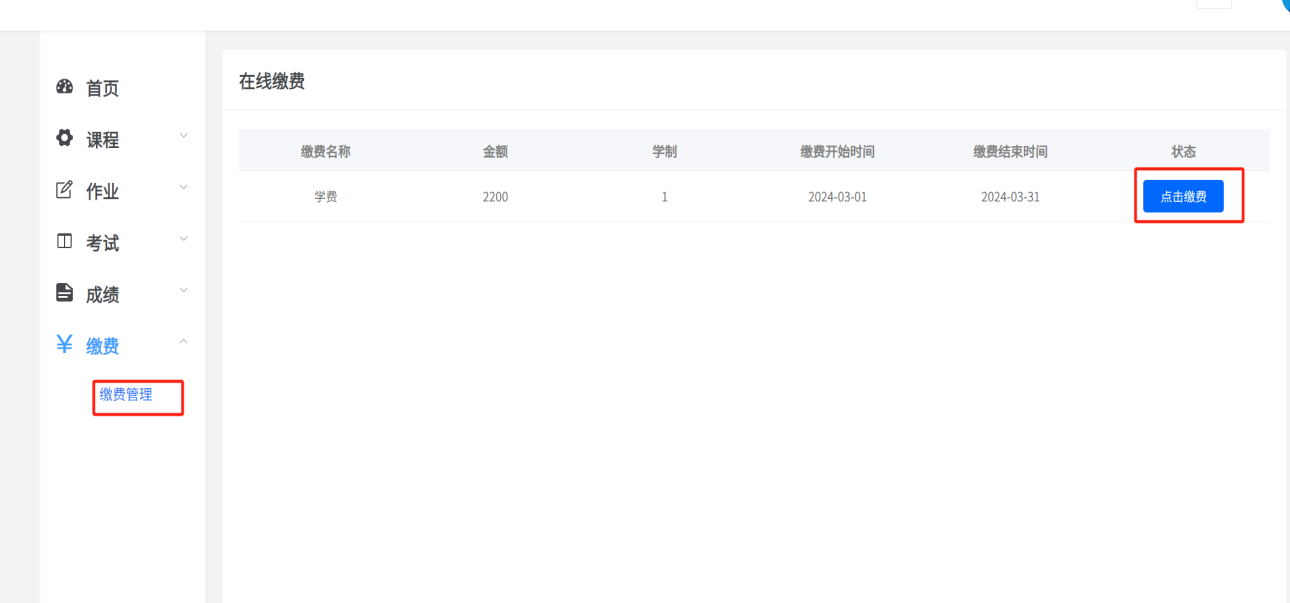 首页
课程
作业
考试
成绩
缴费
缴费管理
在线缴费
缴费名称 金额 学制 缴费开始时间 缴费结束时间 状态
学费 2200 1 2024-03-01 2024-03-31 点击缴费